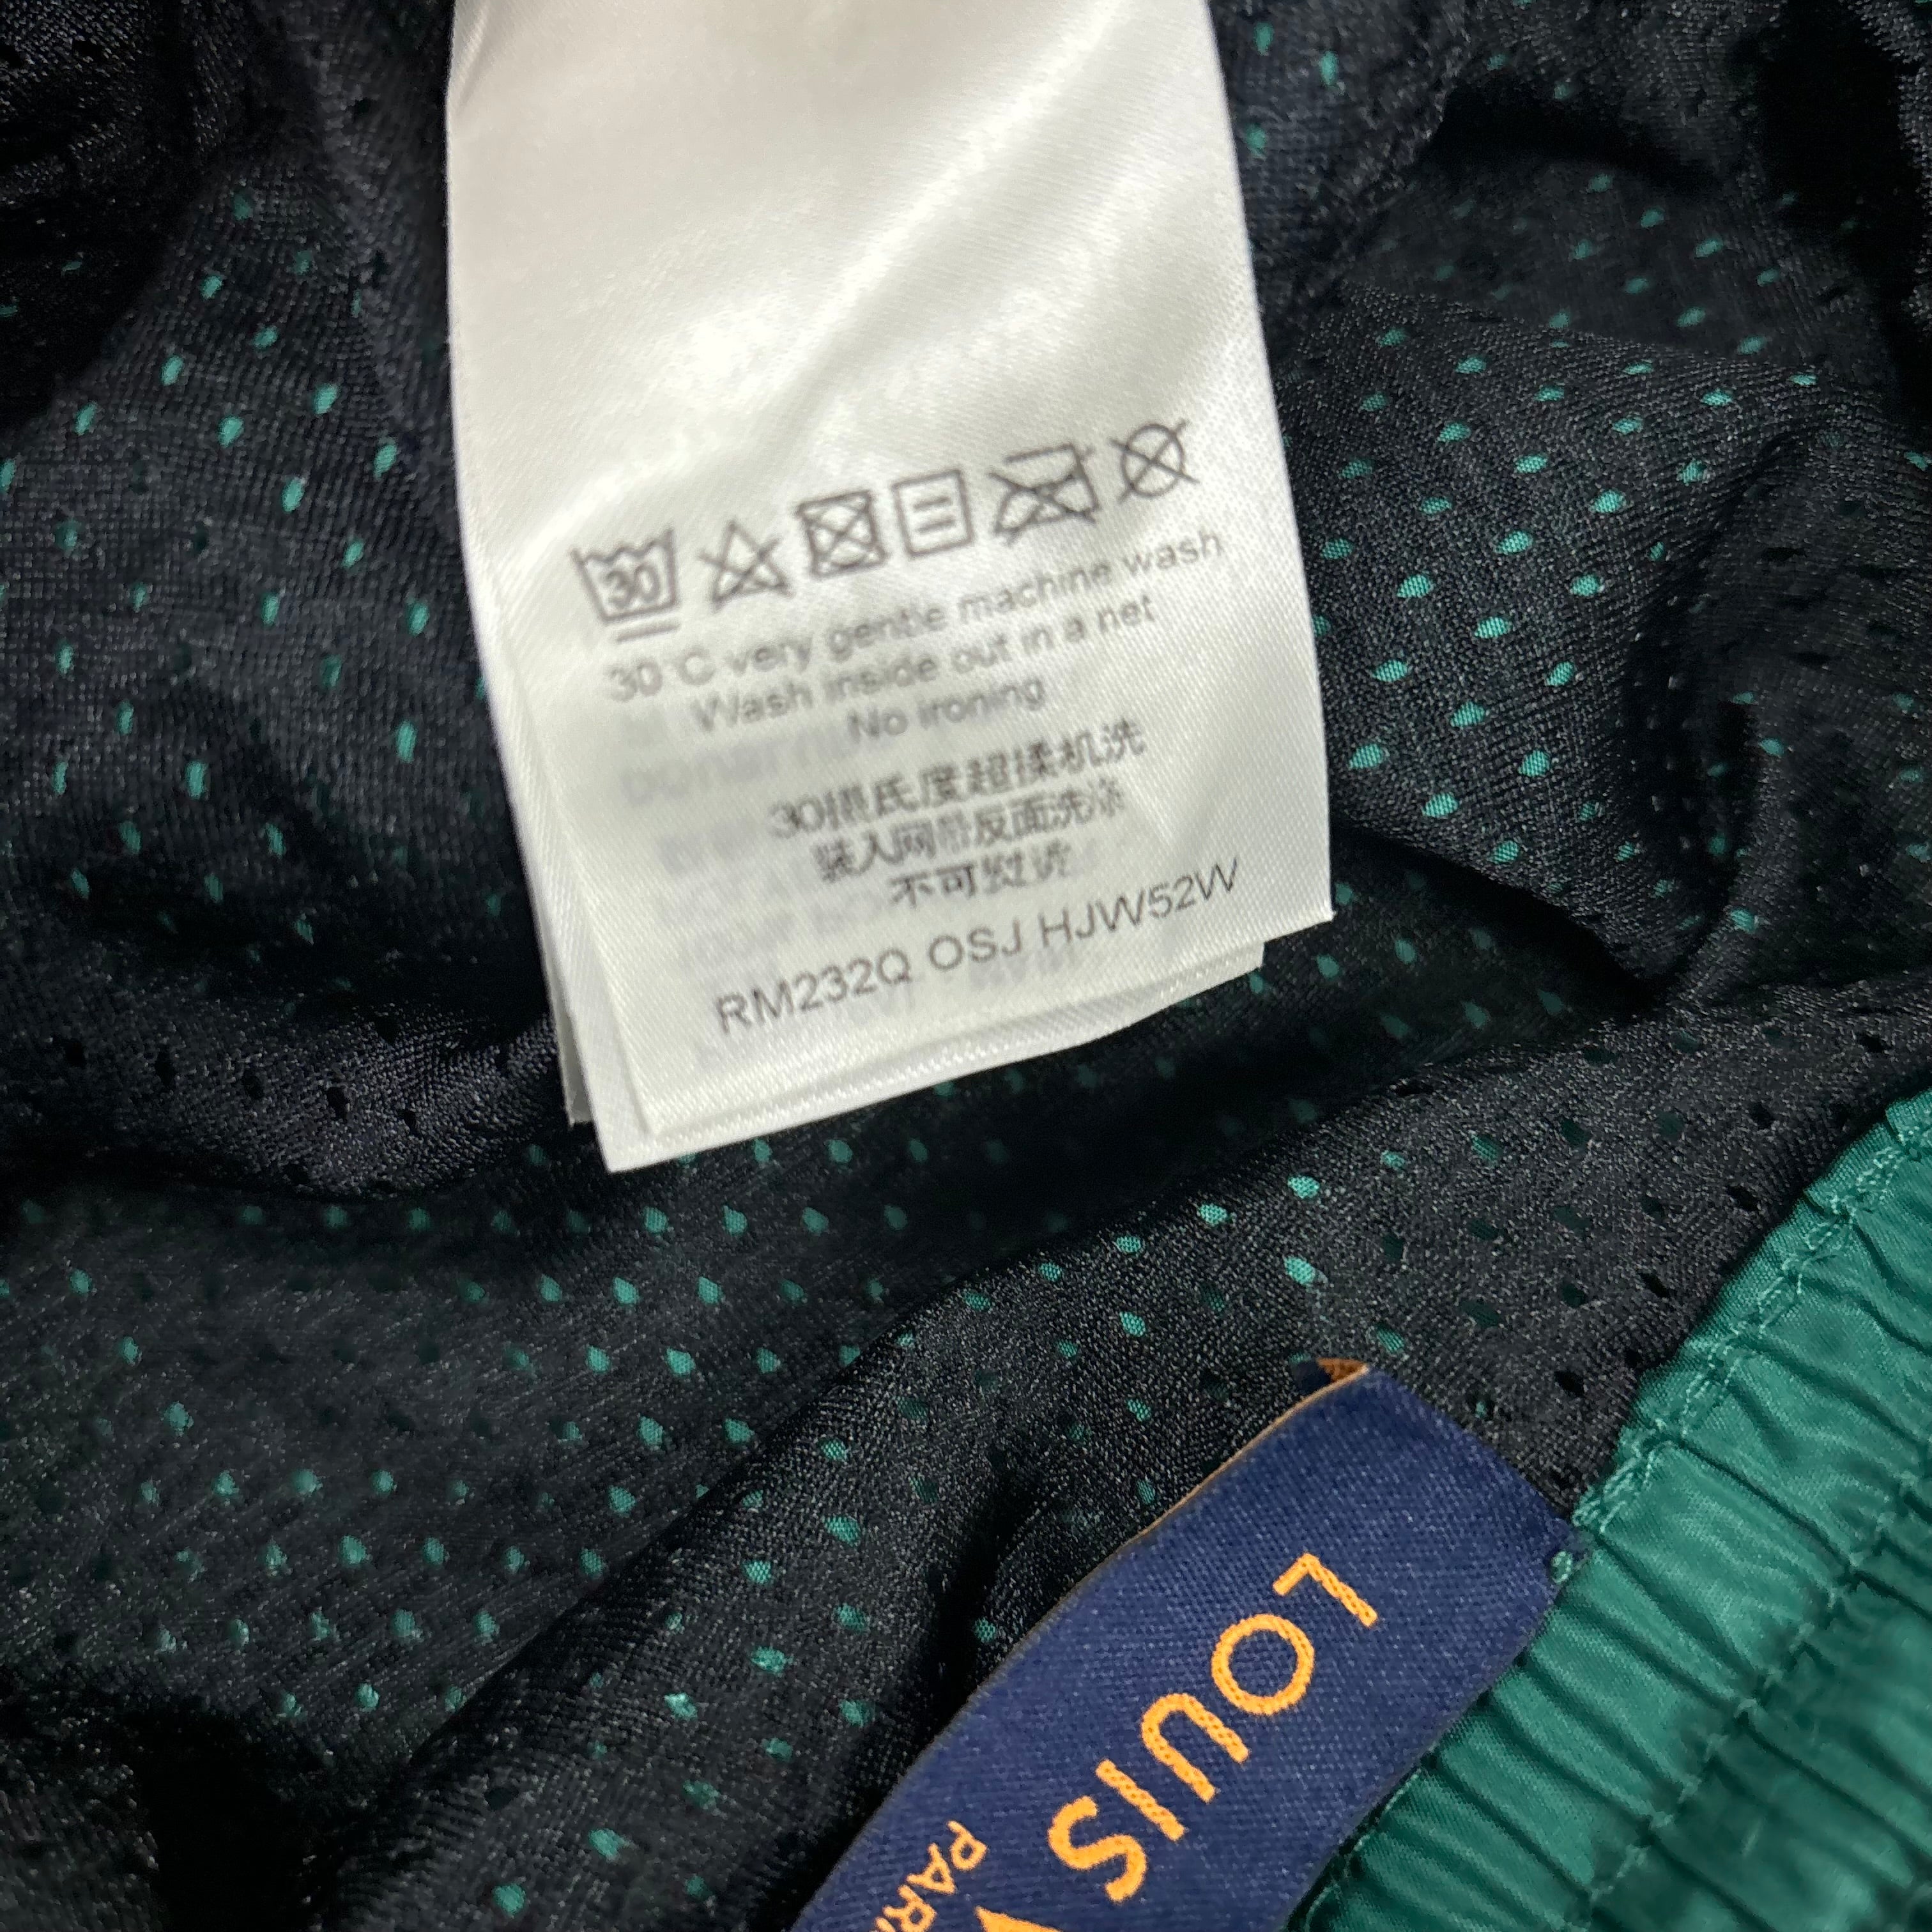 30
30°C very gentle machine wash
Wash inside out in a net
No ironing
30摄氏度超柔机洗
装入网袋反面洗涤
不可熨烫
RM232Q OSJ HJW52W
LOUIS